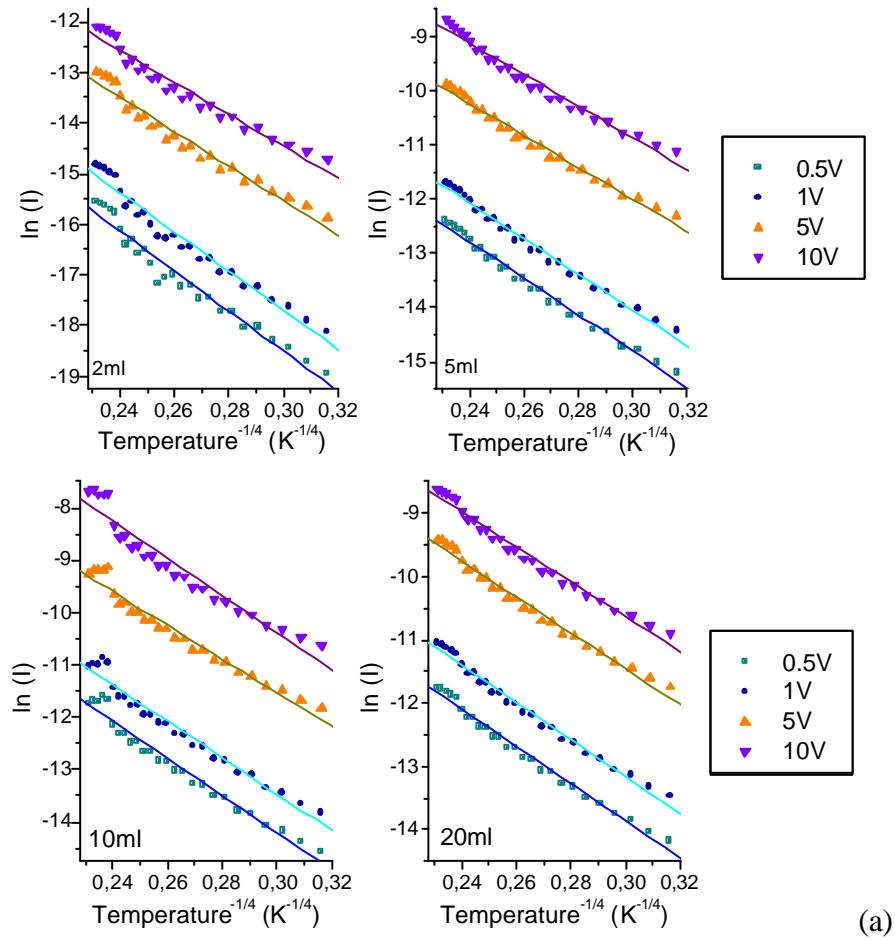 -12
-13
-14
-15
-16
-17
-18
-19
ln (I)
2ml
0,24 0,26 0,28 0,30 0,32
Temperature^-1/4 (K^-1/4)
-9
-10
-11
-12
-13
-14
-15
ln (I)
5ml
0,24 0,26 0,28 0,30 0,32
Temperature^-1/4 (K^-1/4)
0.5V
1V
5V
10V
-8
-9
-10
-11
-12
-13
-14
ln (I)
10ml
0,24 0,26 0,28 0,30 0,32
Temperature^-1/4 (K^-1/4)
-9
-10
-11
-12
-13
-14
ln (I)
20ml
0,24 0,26 0,28 0,30 0,32
Temperature^-1/4 (K^-1/4)
0.5V
1V
5V
10V
(a)